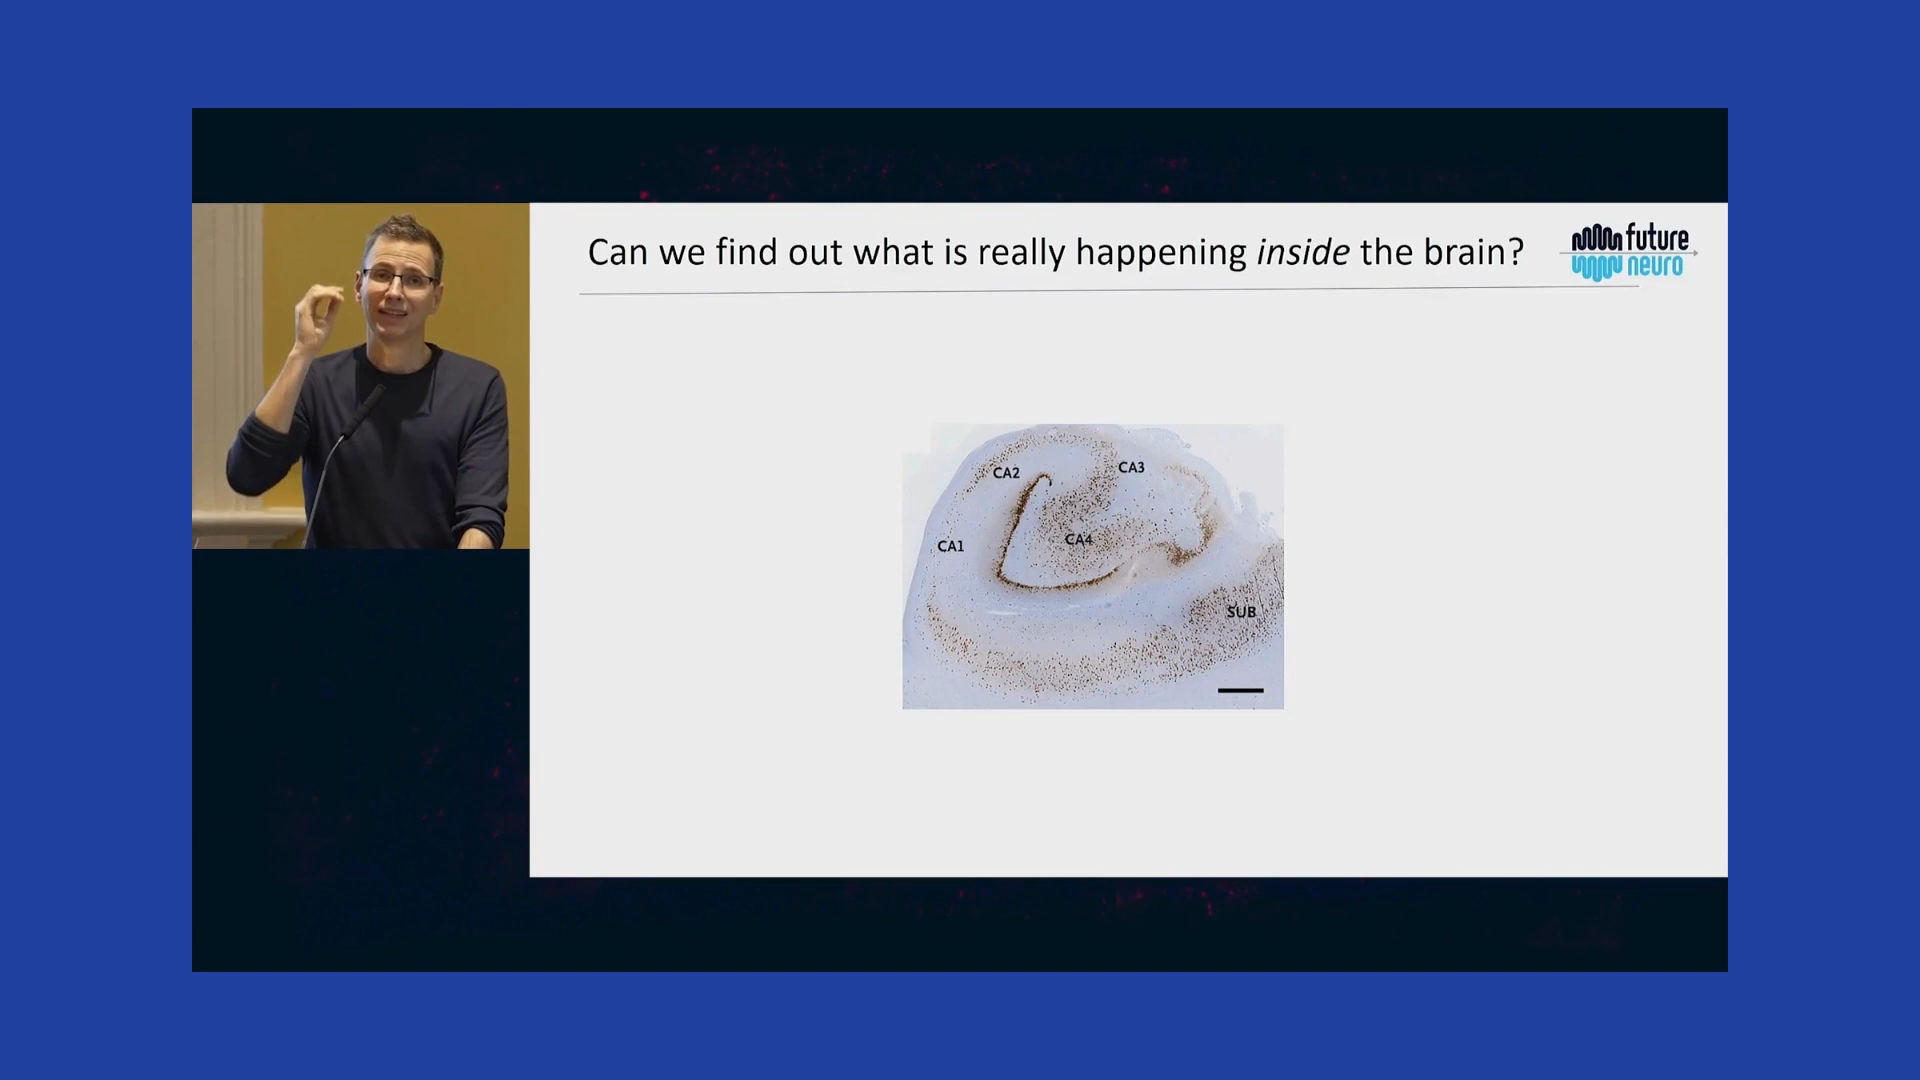 Can we find out what is really happening inside the brain?
future
neuro
CA2
CA3
CA1
CA4
SUB